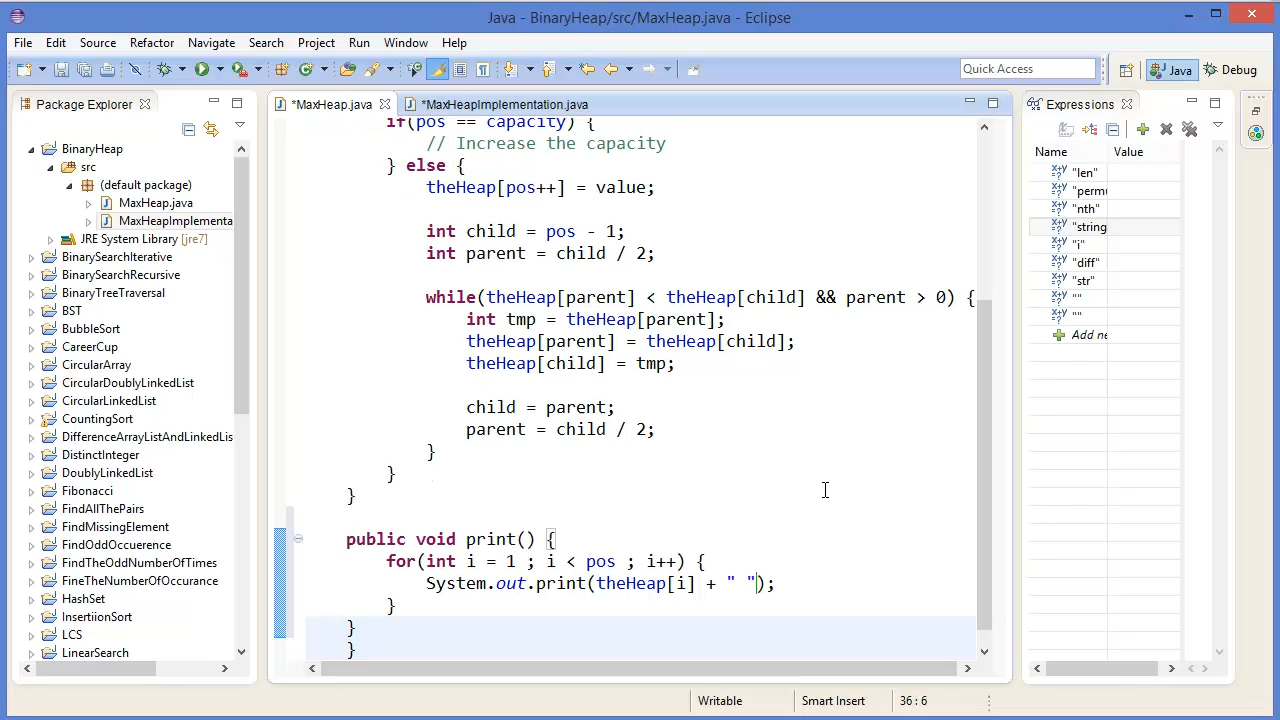 Java - BinaryHeap/src/MaxHeap.java - Eclipse
File Edit Source Refactor Navigate Search Project Run Window Help
Quick Access
Java
Debug
Package Explorer
*MaxHeap.java
*MaxHeapImplementation.java
Expressions
BinaryHeap
src
(default package)
MaxHeap.java
MaxHeapImplementa
JRE System Library [jre7]
BinarySearchIterative
BinarySearchRecursive
BinaryTreeTraversal
BST
BubbleSort
CareerCup
CircularArray
CircularDoublyLinkedList
CircularLinkedList
CountingSort
DifferenceArrayListAndLinkedLis
DistinctInteger
DoublyLinkedList
Fibonacci
FindAllThePairs
FindMissingElement
FindOddOccuerence
FindTheOddNumberOfTimes
FineTheNumberOfOccurance
HashSet
InsertiionSort
LCS
LinearSearch
if(pos == capacity) {
// Increase the capacity
} else {
theHeap[pos++] = value;
int child = pos - 1;
int parent = child / 2;
while(theHeap[parent] < theHeap[child] && parent > 0) {
int tmp = theHeap[parent];
theHeap[parent] = theHeap[child];
theHeap[child] = tmp;
child = parent;
parent = child / 2;
}
}
}
public void print() {
for(int i = 1 ; i < pos ; i++) {
System.out.print(theHeap[i] + " ");
}
}
}
Name Value
"len"
"permu
"nth"
"string
"i"
"diff"
"str"
""
""
Add ne
Writable
Smart Insert
36 : 6